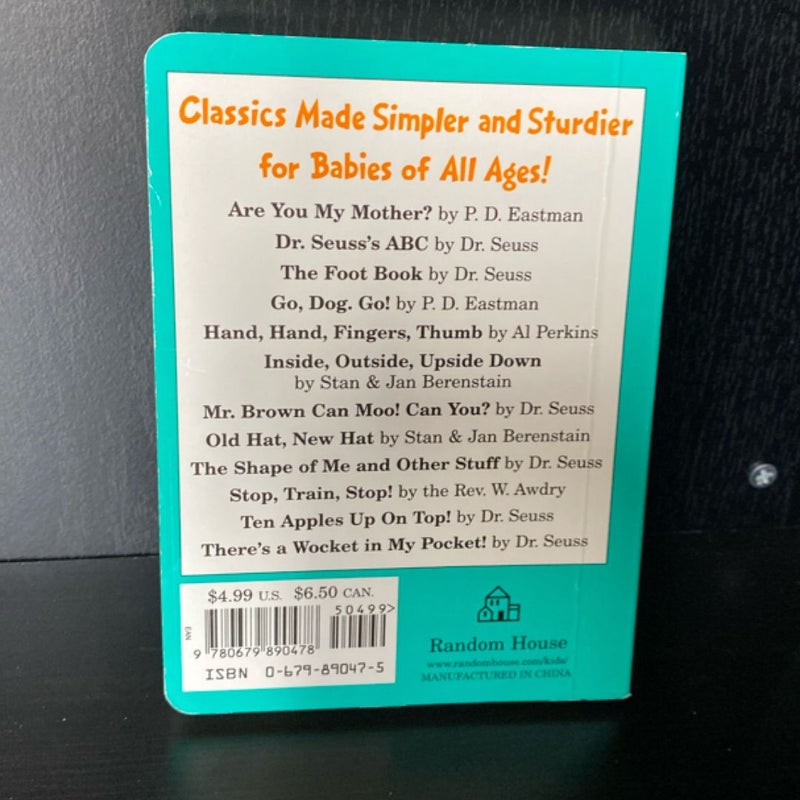 Classics Made Simpler and Sturdier
for Babies of All Ages!
Are You My Mother? by P. D. Eastman
Dr. Seuss's ABC by Dr. Seuss
The Foot Book by Dr. Seuss
Go, Dog. Go! by P. D. Eastman
Hand, Hand, Fingers, Thumb by Al Perkins
Inside, Outside, Upside Down
by Stan & Jan Berenstain
Mr. Brown Can Moo! Can You? by Dr. Seuss
Old Hat, New Hat by Stan & Jan Berenstain
The Shape of Me and Other Stuff by Dr. Seuss
Stop, Train, Stop! by the Rev. W. Awdry
Ten Apples Up On Top! by Dr. Seuss
There's a Wocket in My Pocket! by Dr. Seuss
$4.99 U.S. $6.50 CAN.
50499>
EAN
9 780679 890478
ISBN 0-679-89047-5
Random House
www.randomhouse.com/kids/
MANUFACTURED IN CHINA